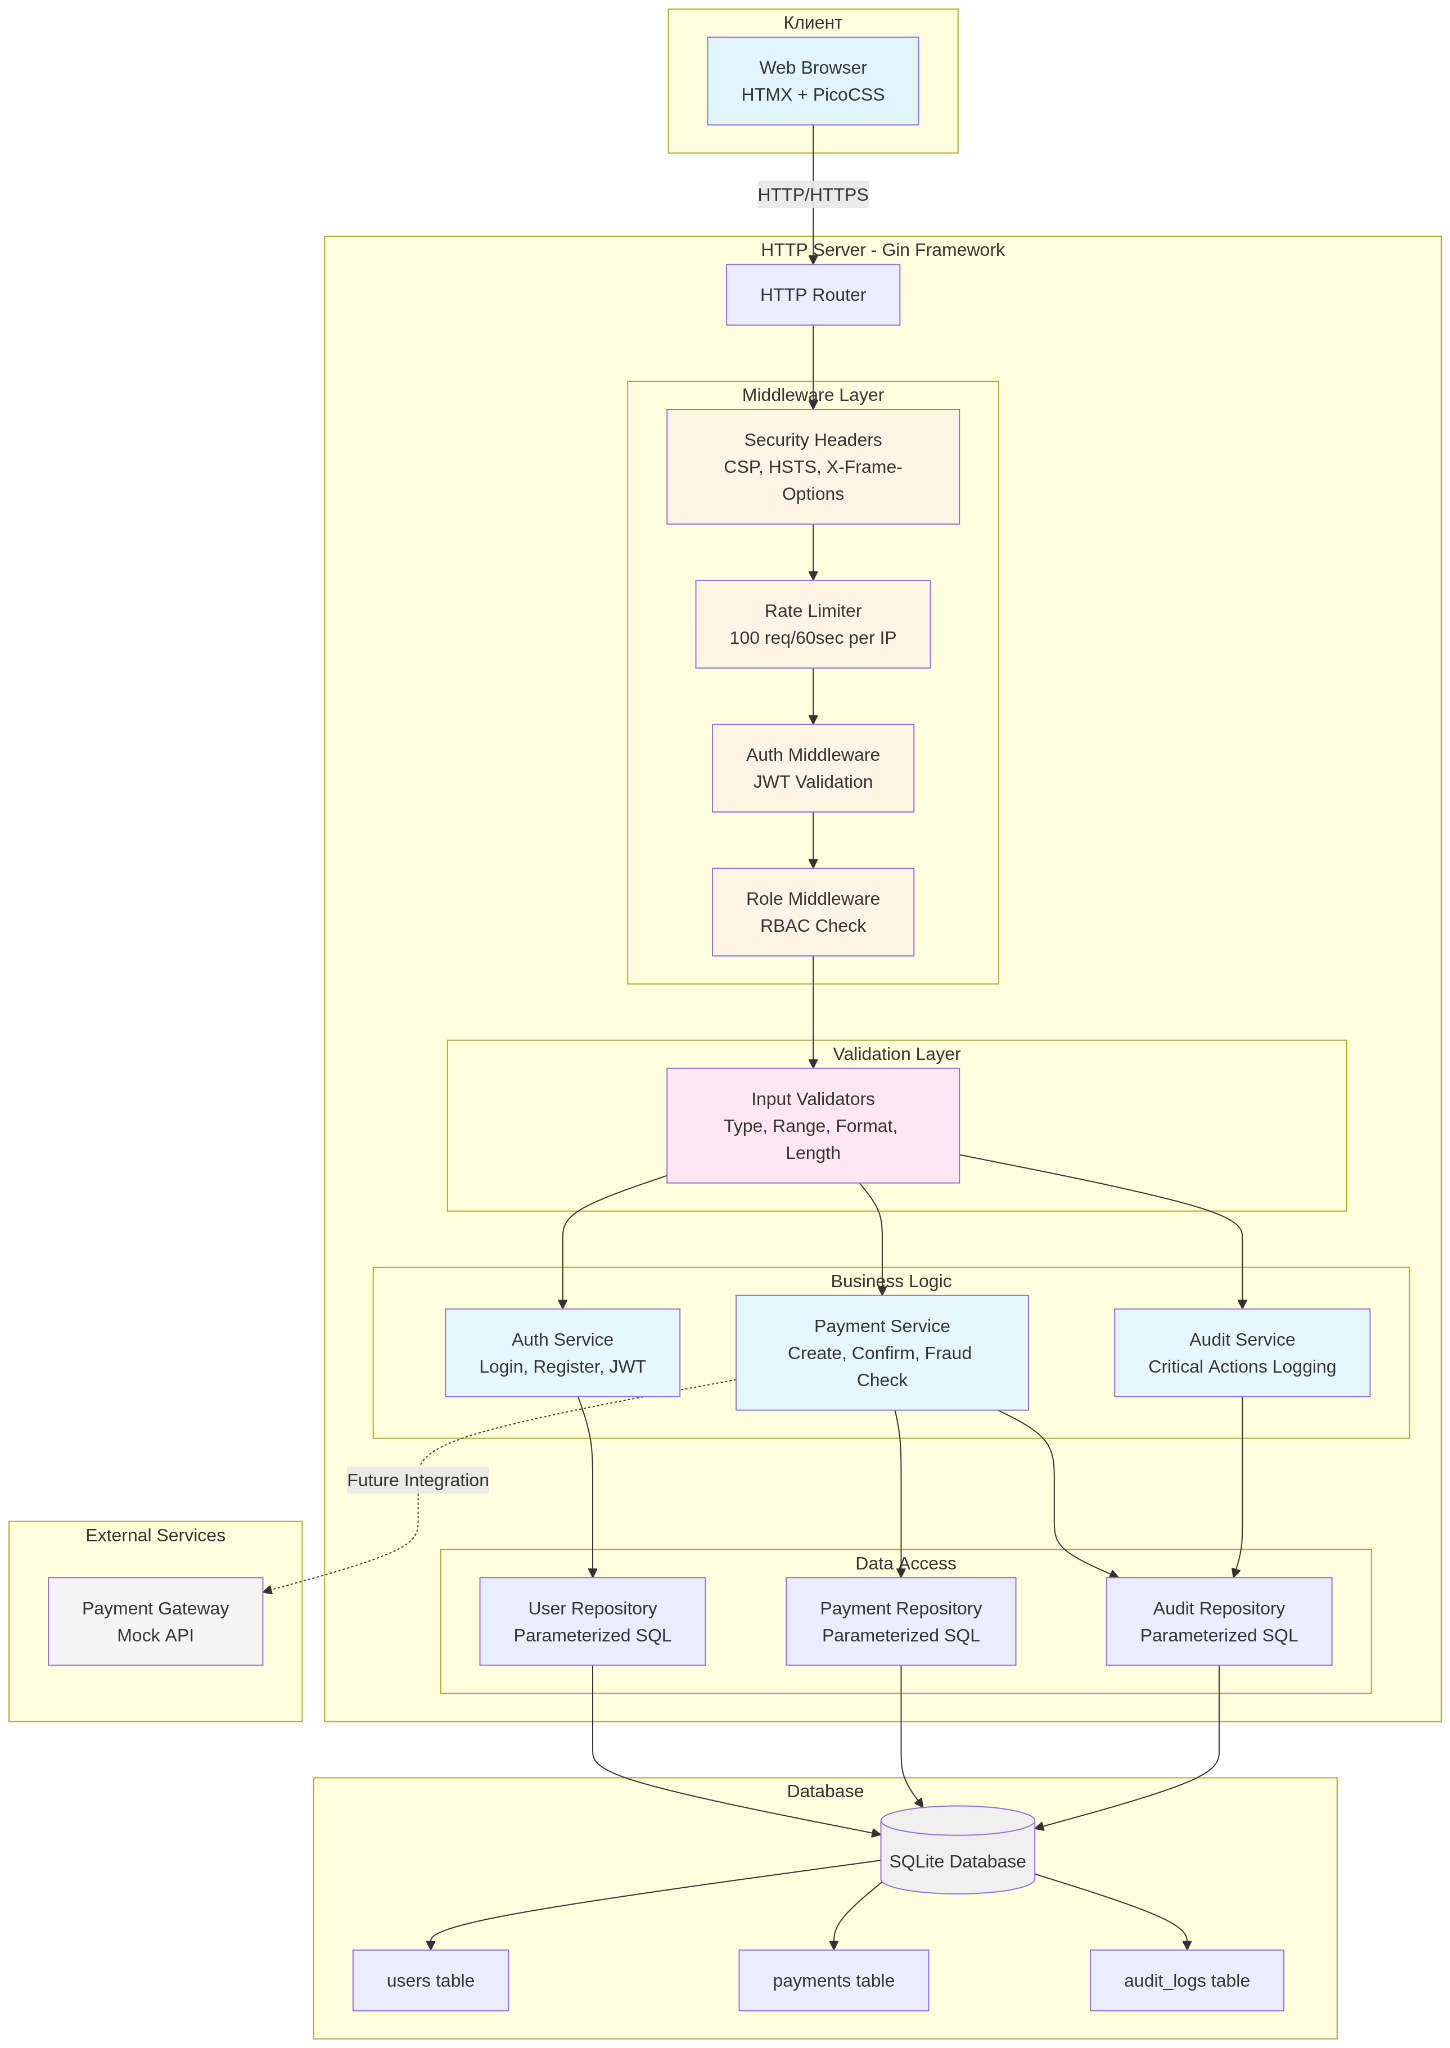 Клиент
Web Browser
HTMX + PicoCSS
HTTP/HTTPS
HTTP Server - Gin Framework
HTTP Router
Middleware Layer
Security Headers
CSP, HSTS, X-Frame-
Options
Rate Limiter
100 req/60sec per IP
Auth Middleware
JWT Validation
Role Middleware
RBAC Check
Validation Layer
Input Validators
Type, Range, Format,
Length
Business Logic
Auth Service
Login, Register, JWT
Payment Service
Create, Confirm, Fraud
Check
Audit Service
Critical Actions Logging
Future Integration
External Services
Payment Gateway
Mock API
Data Access
User Repository
Parameterized SQL
Payment Repository
Parameterized SQL
Audit Repository
Parameterized SQL
Database
SQLite Database
users table
payments table
audit_logs table